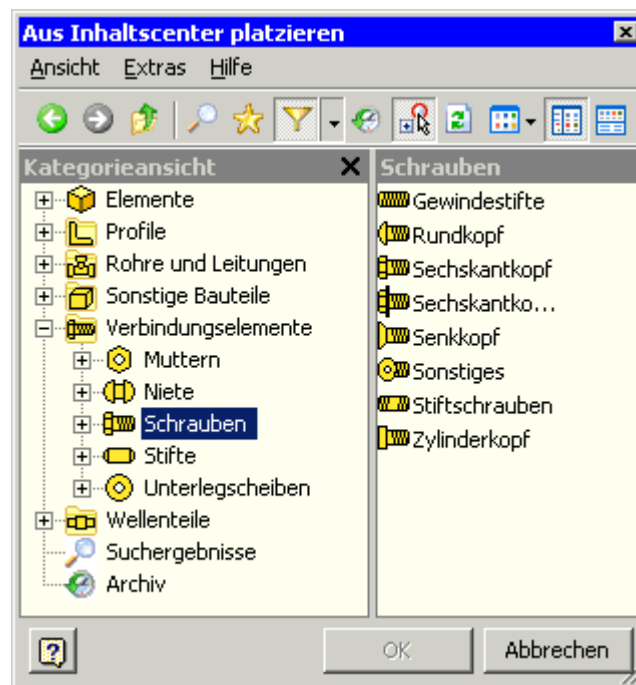 Aus Inhaltscenter platzieren
Ansicht Extras Hilfe
Kategorieansicht
Elemente
Profile
Rohre und Leitungen
Sonstige Bauteile
Verbindungselemente
Muttern
Niete
Schrauben
Stifte
Unterlegscheiben
Wellenteile
Suchergebnisse
Archiv
Schrauben
Gewindestifte
Rundkopf
Sechskantkopf
Sechskantko...
Senkkopf
Sonstiges
Stiftschrauben
Zylinderkopf
OK Abbrechen